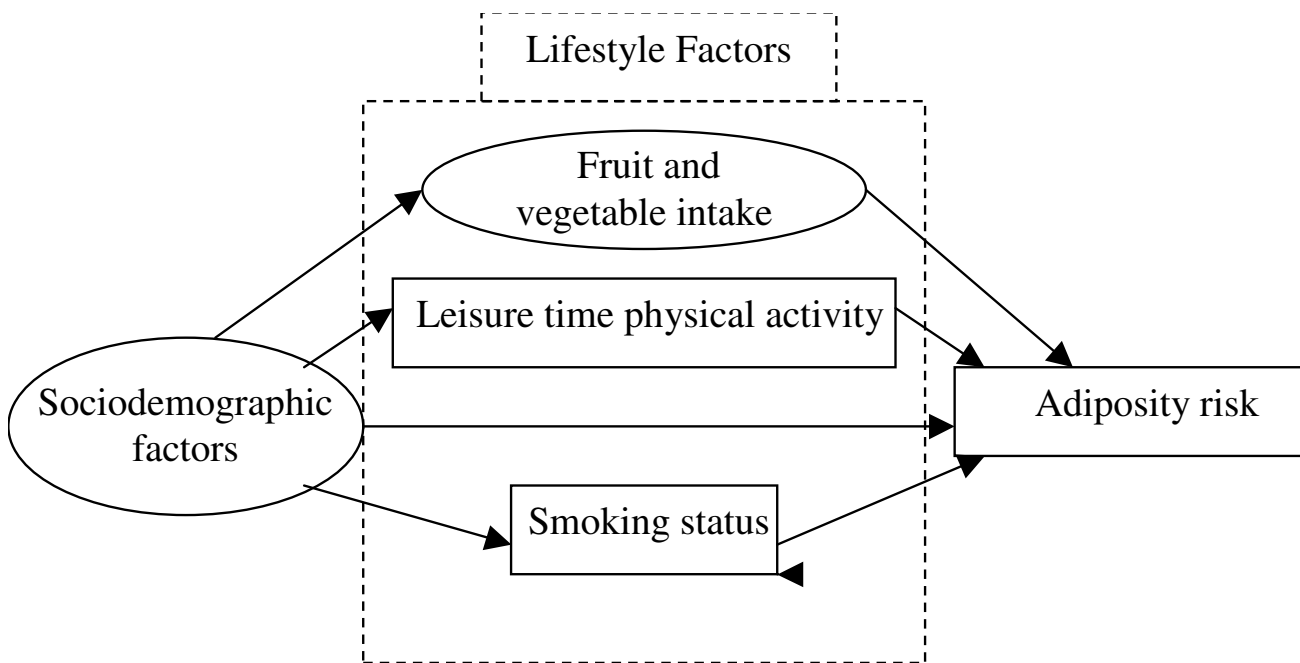 Lifestyle Factors
Fruit and
vegetable intake
Leisure time physical activity
Sociodemographic
factors
Adiposity risk
Smoking status